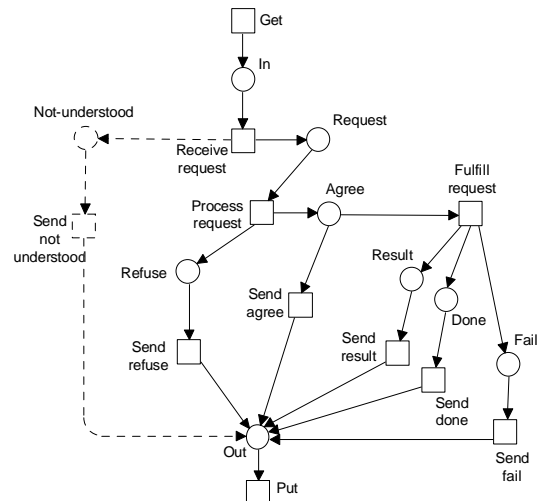 Get
In
Not-understood
Request
Receive
request
Fulfill
request
Process
request
Agree
Send
not
understood
Refuse
Result
Send
agree
Done
Send
refuse
Send
result
Fail
Send
done
Out
Send
fail
Put